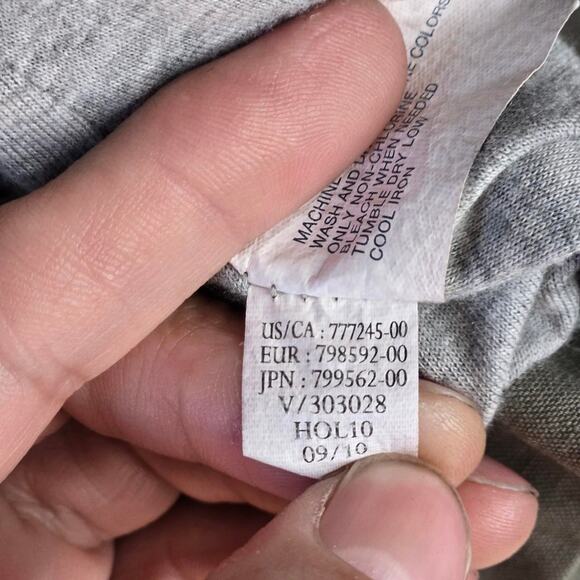 MACHINE E COLORS
WASH AND
ONLY NON-CHLORINE
BLEACH WHEN NEEDED
TUMBLE DRY LOW
COOL IRON
US/CA : 777245-00
EUR : 798592-00
JPN : 799562-00
V/303028
HOL10
09/10